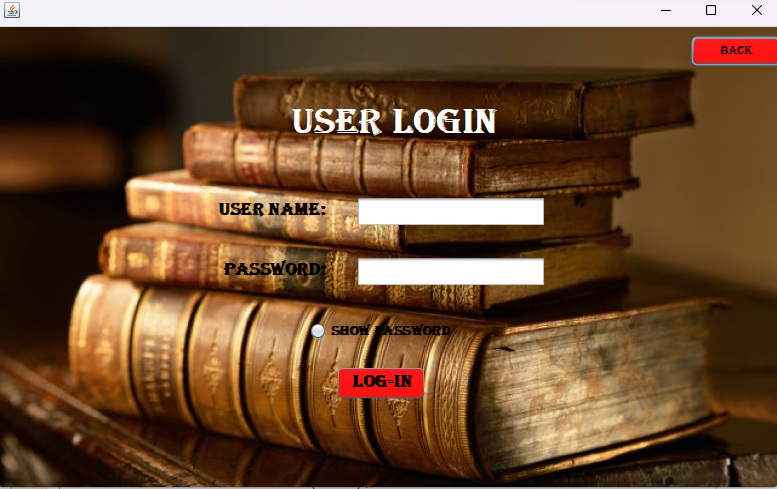 BACK
USER LOGIN
USER NAME:
PASSWORD:
SHOW PASSWORD
LOG-IN